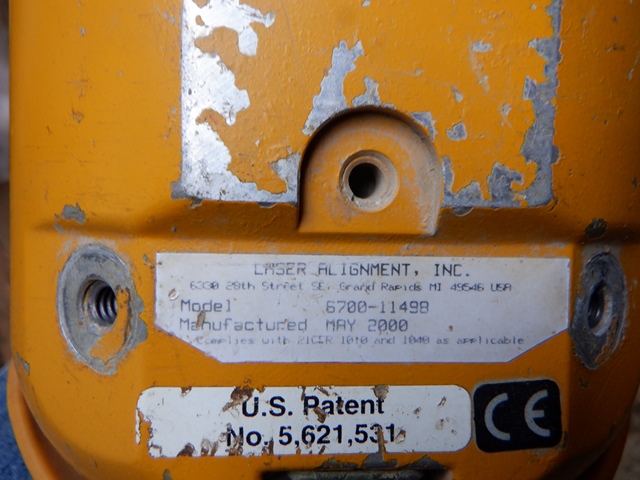 LASER ALIGNMENT, INC.
6330 28th Street SE, Grand Rapids MI 49546 USA
Model 6700-11498
Manufactured MAY 2000
Complies with 21CFR 1010 and 1040 as applicable
U.S. Patent
No. 5,621,531
CE